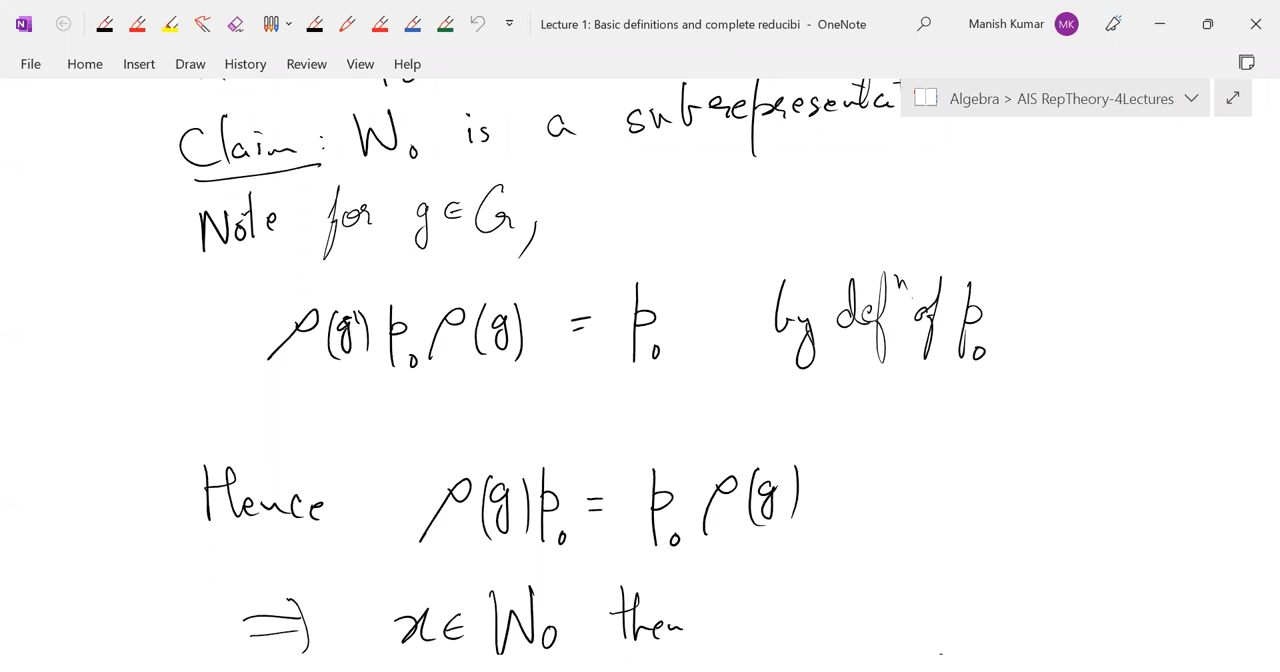 Lecture 1: Basic definitions and complete reducibi - OneNote
Manish Kumar MK
File Home Insert Draw History Review View Help
Algebra > AIS RepTheory-4Lectures
Claim: W₀ is a subrepresentat
Note for g ∈ G,
ρ(g⁻¹) p₀ ρ(g) = p₀ by defⁿ of p₀
Hence ρ(g) p₀ = p₀ ρ(g)
⇒ x ∈ W₀ then